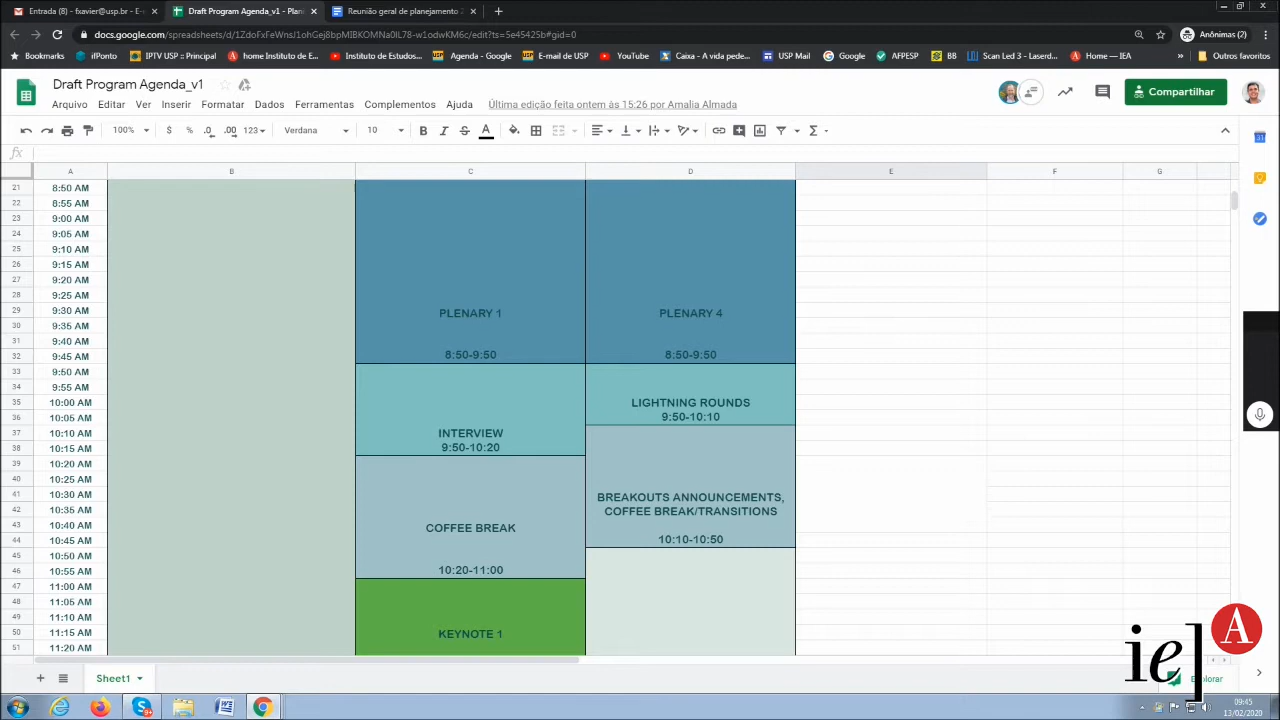 Entrada (8) - fxavier@usp.br - E-
Draft Program Agenda_v1 - Plani
Reunião geral de planejamento 2
docs.google.com/spreadsheets/d/1ZdoFxFeWnsI1ohGej8bpMIBKOMNa0IL78-w1odwKM6c/edit?ts=5e45425b#gid=0
Anônimas (2)
Bookmarks
ifPonto
IPTV USP :: Principal
home Instituto de Es...
Instituto de Estudos...
Agenda - Google
E-mail de USP
YouTube
Caixa - a vida pede...
USP Mail
Google
AFPESP
BB
Scan Led 3 - Laserd...
Home — IEA
Outros favoritos
Draft Program Agenda_v1
Arquivo Editar Ver Inserir Formatar Dados Ferramentas Complementos Ajuda
Última edição feita ontem às 15:26 por Amalia Almada
Compartilhar
100% $ % .0 .00 123 Verdana 10 B I S A
fx
A B C D E F G
21 8:50 AM
22 8:55 AM
23 9:00 AM
24 9:05 AM
25 9:10 AM
26 9:15 AM
27 9:20 AM
28 9:25 AM
29 9:30 AM
30 9:35 AM
31 9:40 AM
32 9:45 AM
33 9:50 AM
34 9:55 AM
35 10:00 AM
36 10:05 AM
37 10:10 AM
38 10:15 AM
39 10:20 AM
40 10:25 AM
41 10:30 AM
42 10:35 AM
43 10:40 AM
44 10:45 AM
45 10:50 AM
46 10:55 AM
47 11:00 AM
48 11:05 AM
49 11:10 AM
50 11:15 AM
51 11:20 AM
PLENARY 1
8:50-9:50
INTERVIEW
9:50-10:20
COFFEE BREAK
10:20-11:00
KEYNOTE 1
PLENARY 4
8:50-9:50
LIGHTNING ROUNDS
9:50-10:10
BREAKOUTS ANNOUNCEMENTS,
COFFEE BREAK/TRANSITIONS
10:10-10:50
Sheet1
ie] A
09:45
13/02/2020